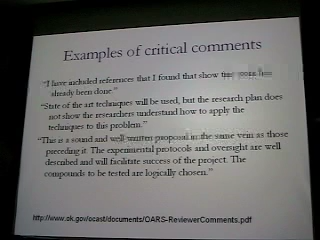 Examples of critical comments
"I have included references that I found that show this work has
already been done."
"State of the art techniques will be used, but the research plan does
not show the researchers understand how to apply the
techniques to this problem."
"This is a sound and well-written proposal in the same vein as those
preceding it. The experimental protocols and oversight are well
described and will facilitate success of the project. The
compounds to be tested are logically chosen."
http://www.ok.gov/ocast/documents/OARS-ReviewerComments.pdf